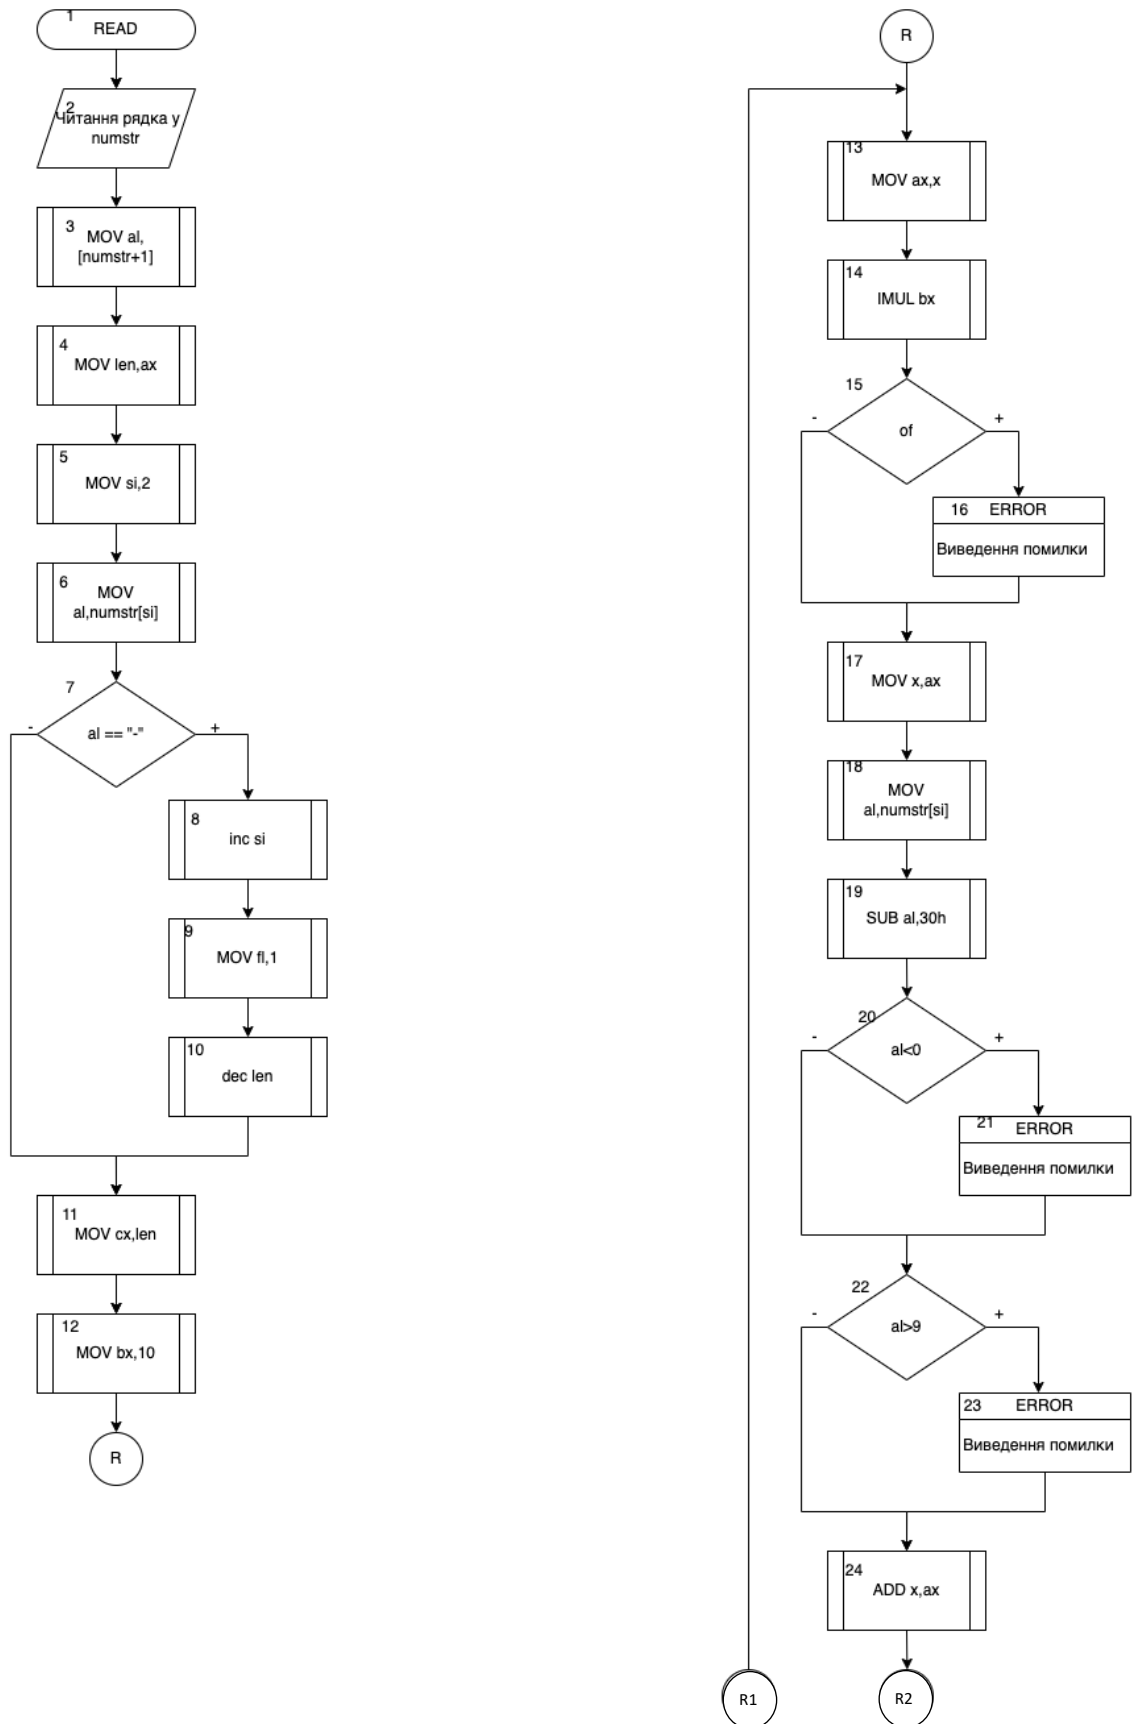 1
READ
2
Читання рядка у
numstr
3
MOV al,
[numstr+1]
4
MOV len,ax
5
MOV si,2
6
MOV
al,numstr[si]
7
al == "-"
-
+
8
inc si
9
MOV fl,1
10
dec len
11
MOV cx,len
12
MOV bx,10
R
R
13
MOV ax,x
14
IMUL bx
15
of
-
+
16 ERROR
Виведення помилки
17
MOV x,ax
18
MOV
al,numstr[si]
19
SUB al,30h
20
al<0
-
+
21
ERROR
Виведення помилки
22
al>9
-
+
23 ERROR
Виведення помилки
24
ADD x,ax
R1
R2